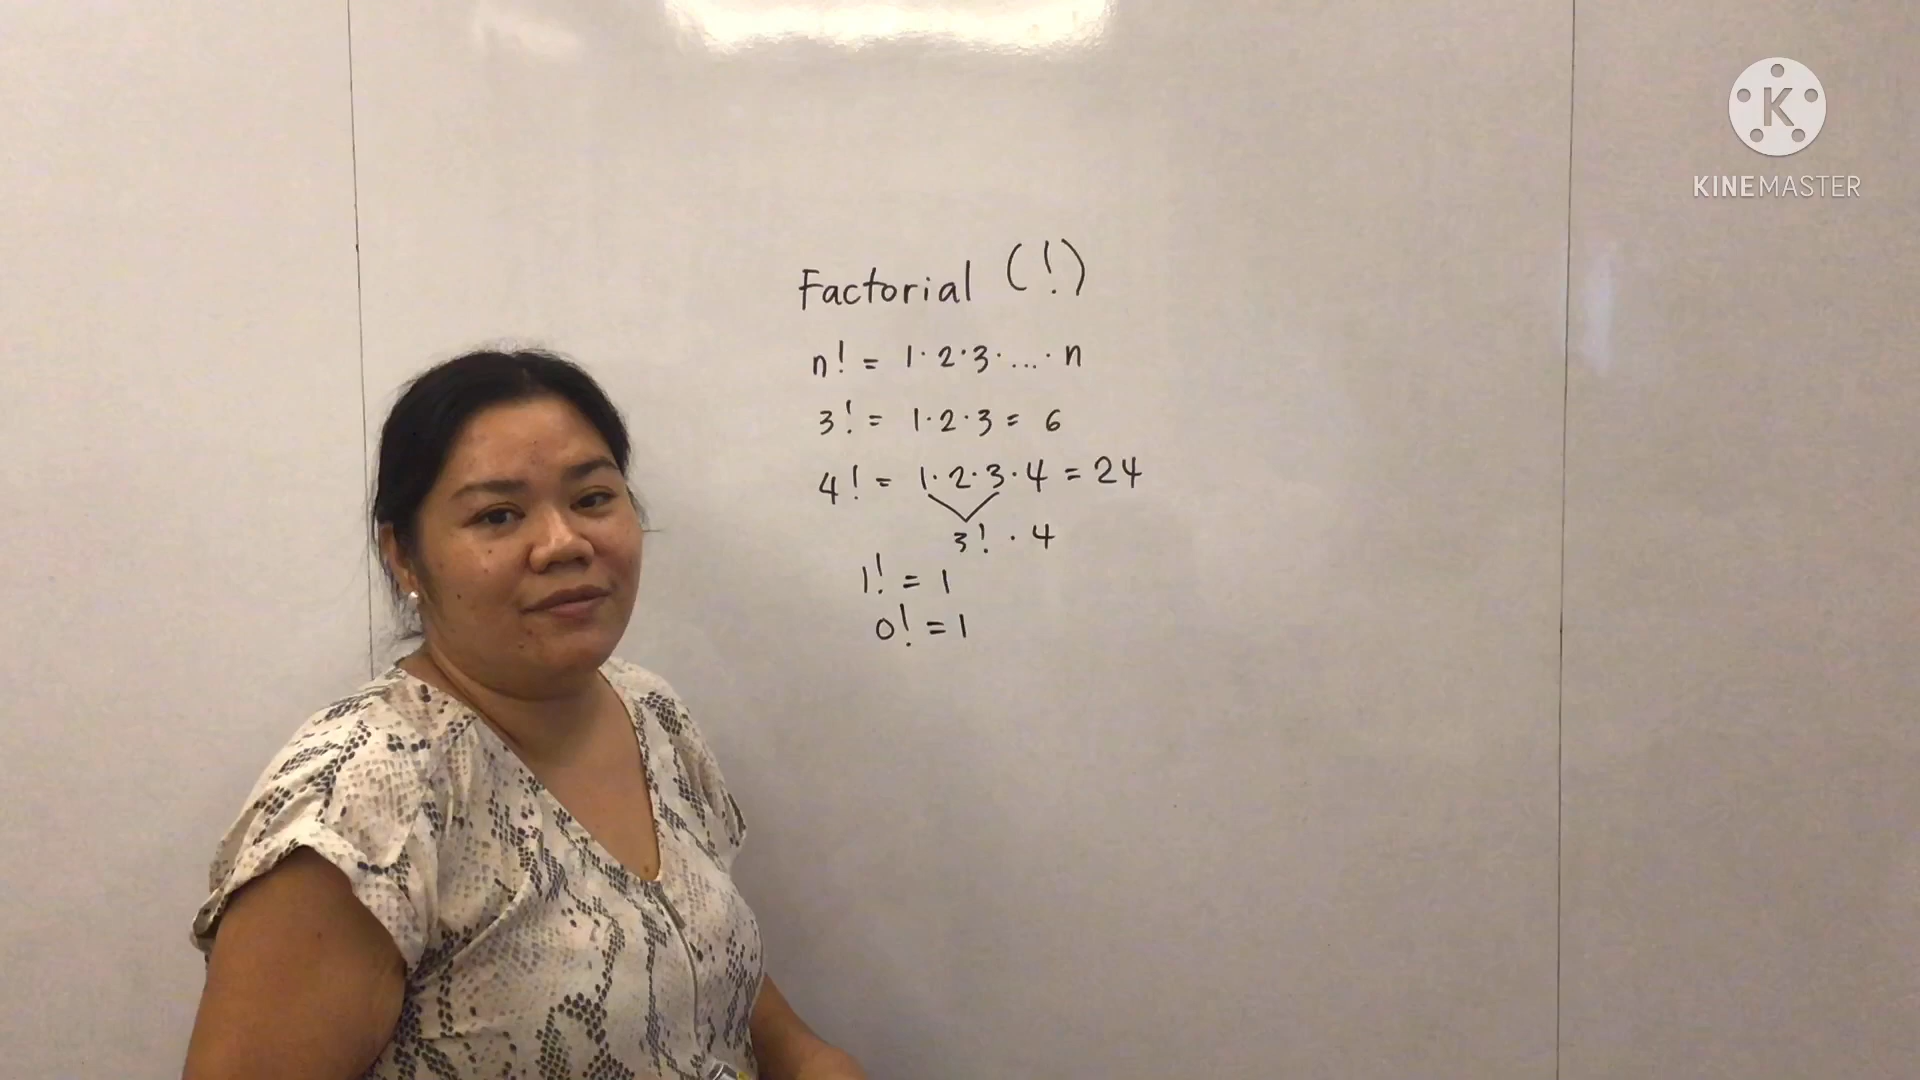 Factorial (!)
n! = 1·2·3·...·n
3! = 1·2·3 = 6
4! = 1·2·3·4 = 24
3!·4
1! = 1
0! = 1
K
KINEMASTER